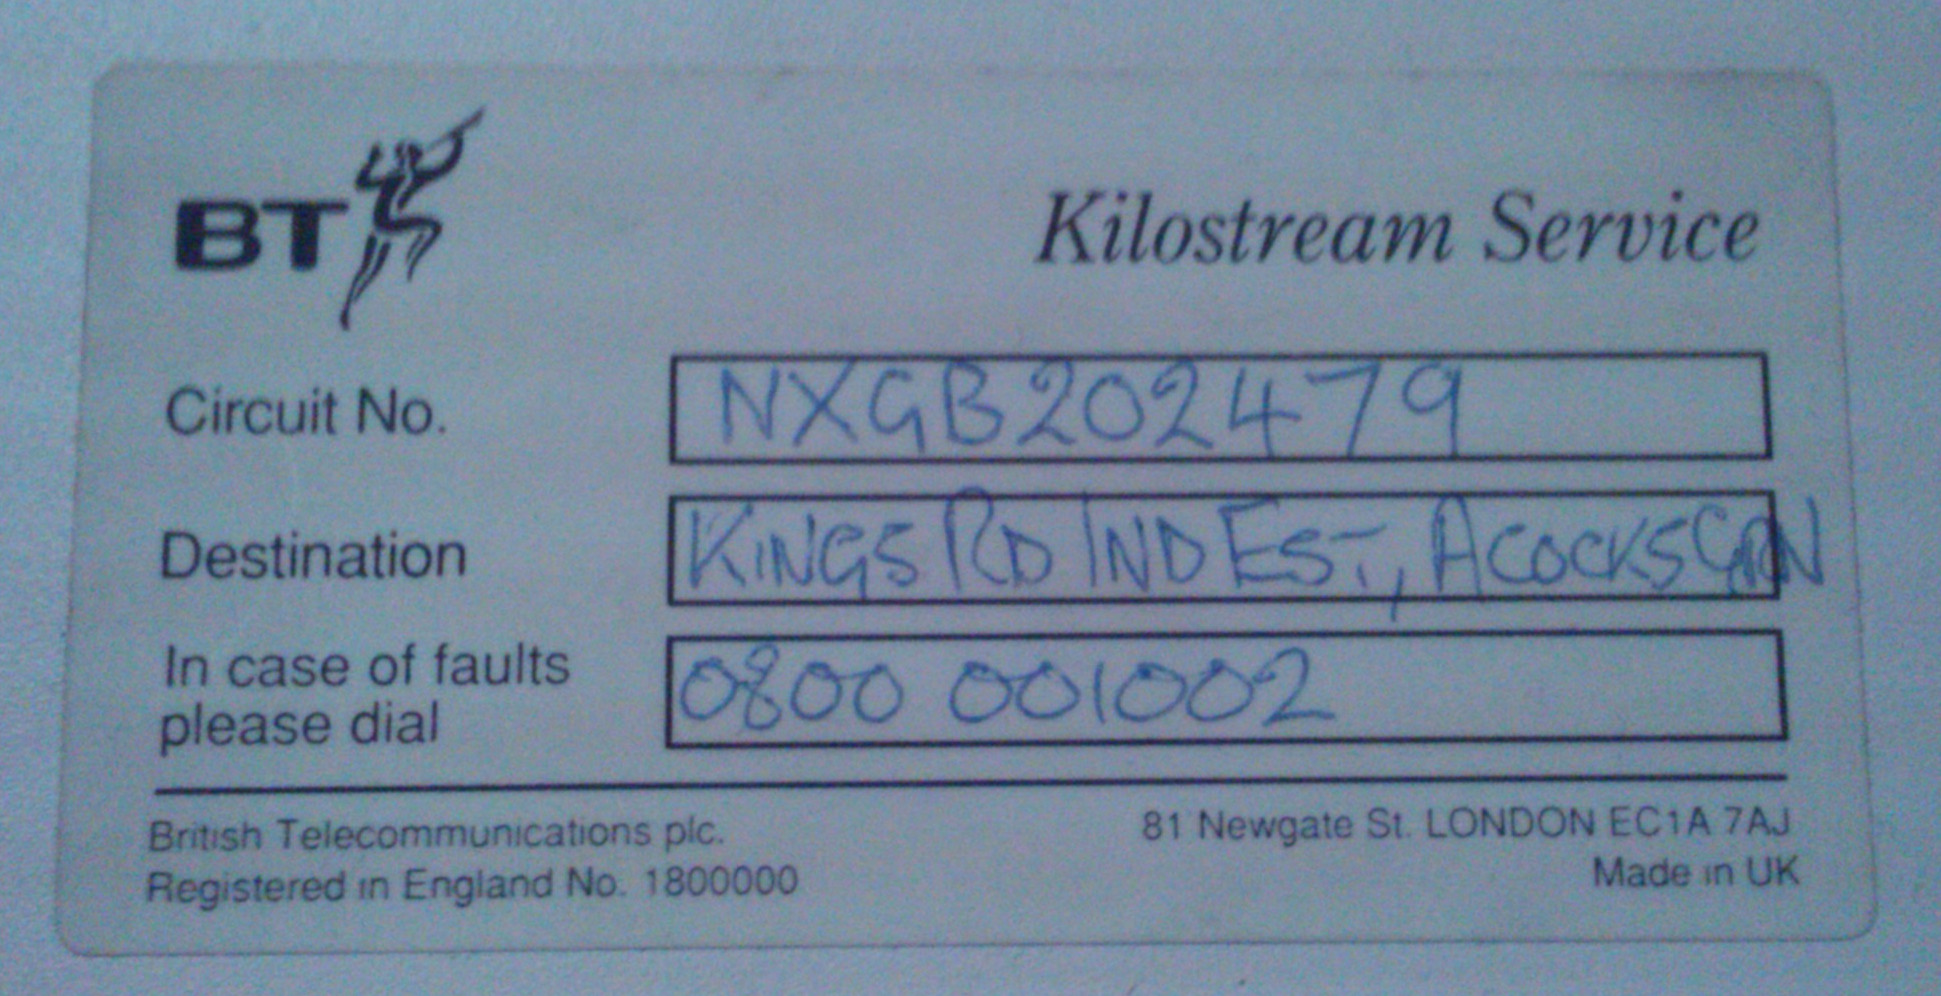 BT
Kilostream Service
Circuit No. NXGB202479
Destination KINGS RD IND EST, ACOCKS GRN
In case of faults
please dial 0800 001002
British Telecommunications plc. 81 Newgate St. LONDON EC1A 7AJ
Registered in England No. 1800000 Made in UK